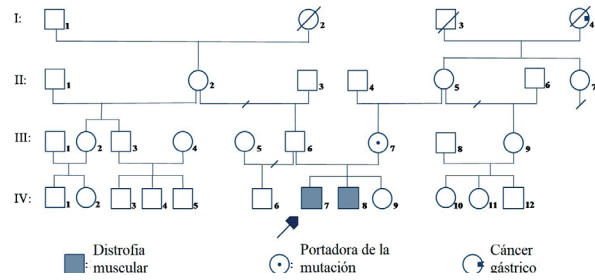 I: 1 2 3 4
II: 1 2 3 4 5 6 7
III: 1 2 3 4 5 6 7 8 9
IV: 1 2 3 4 5 6 7 8 9 10 11 12
: Distrofia muscular
: Portadora de la mutación
: Cáncer gástrico